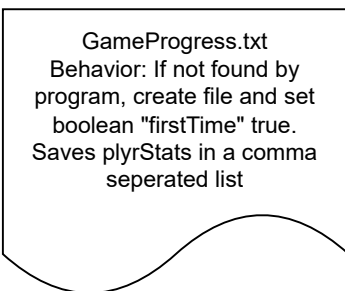 GameProgress.txt
Behavior: If not found by
program, create file and set
boolean "firstTime" true.
Saves plyrStats in a comma
seperated list